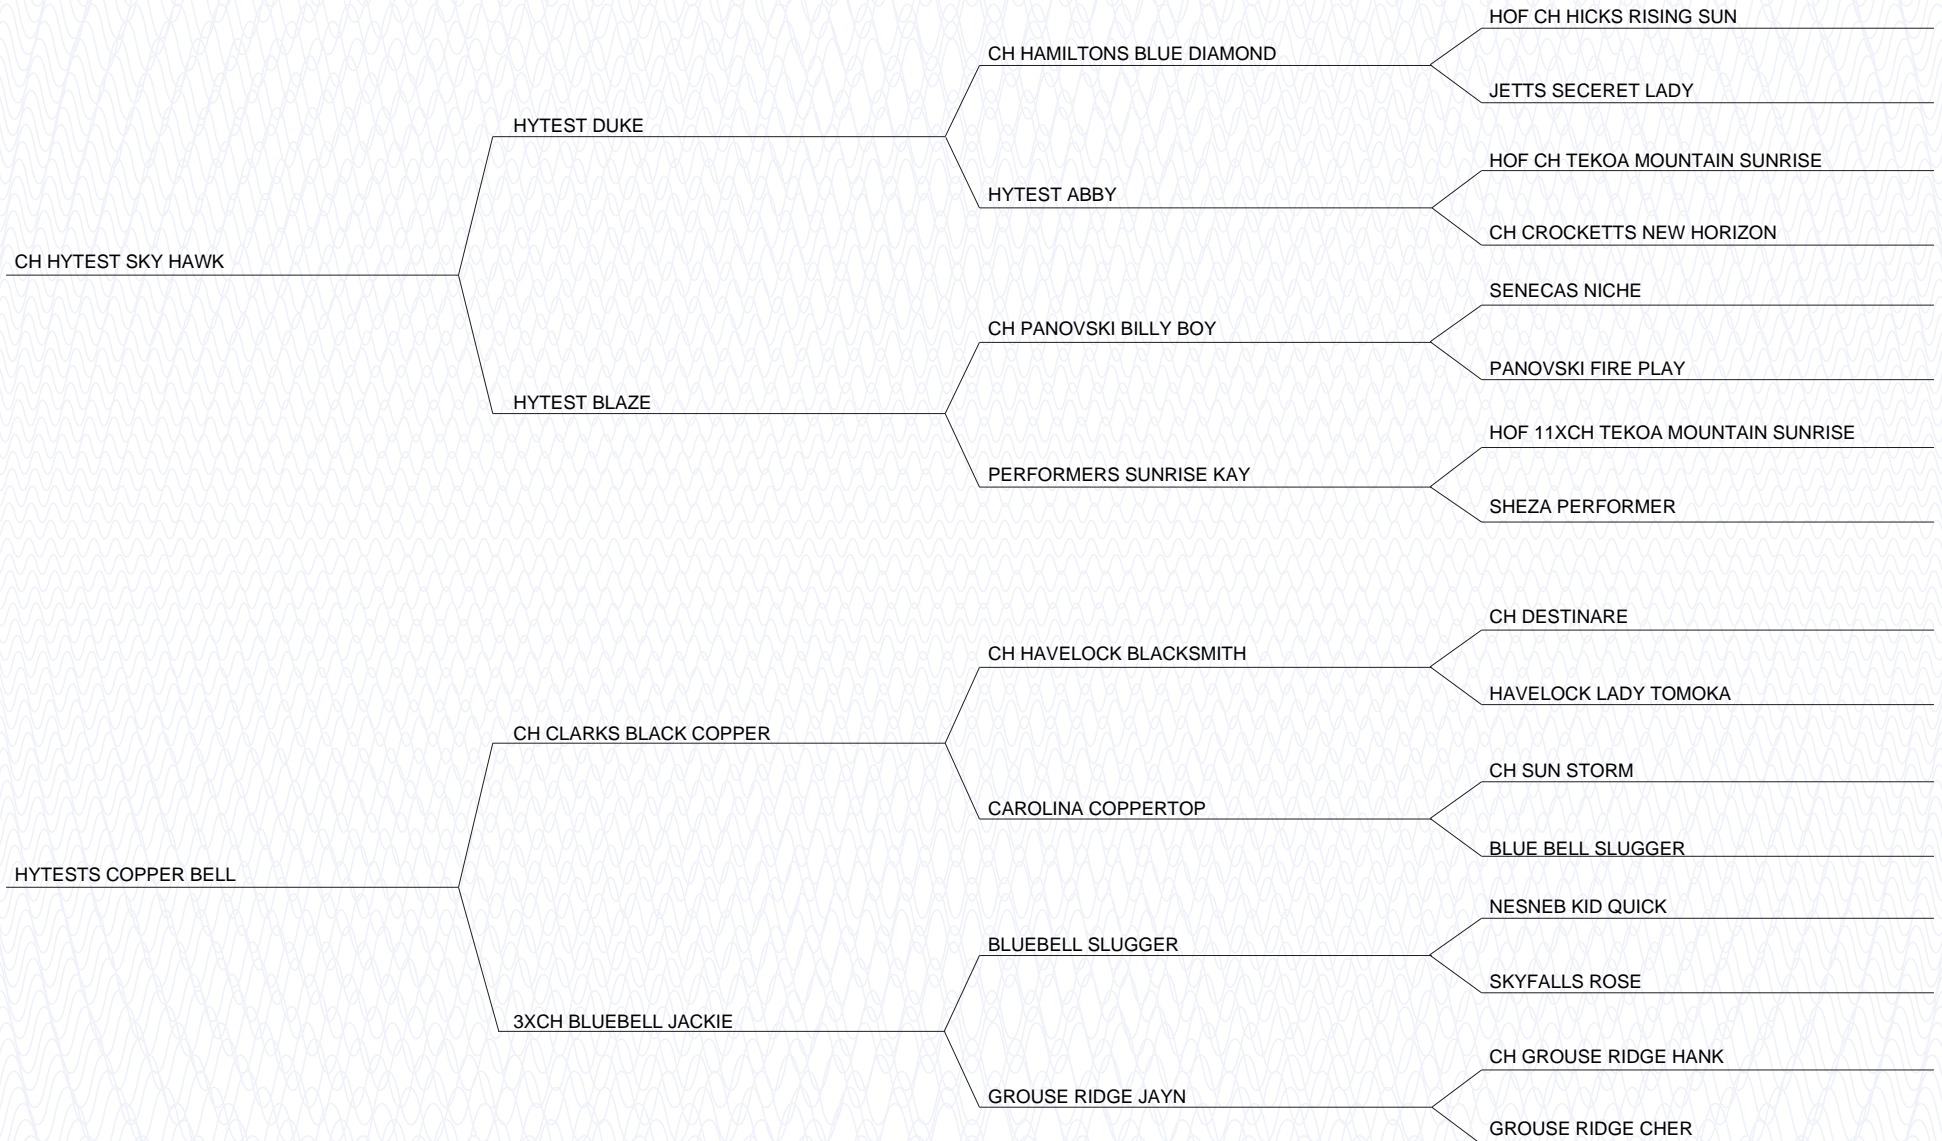 HOF CH HICKS RISING SUN
CH HAMILTONS BLUE DIAMOND
JETTS SECERET LADY
HYTEST DUKE
HOF CH TEKOA MOUNTAIN SUNRISE
HYTEST ABBY
CH CROCKETTS NEW HORIZON
CH HYTEST SKY HAWK
SENECAS NICHE
CH PANOVSKI BILLY BOY
PANOVSKI FIRE PLAY
HYTEST BLAZE
HOF 11XCH TEKOA MOUNTAIN SUNRISE
PERFORMERS SUNRISE KAY
SHEZA PERFORMER
CH DESTINARE
CH HAVELOCK BLACKSMITH
HAVELOCK LADY TOMOKA
CH CLARKS BLACK COPPER
CH SUN STORM
CAROLINA COPPERTOP
BLUE BELL SLUGGER
HYTESTS COPPER BELL
NESNEB KID QUICK
BLUEBELL SLUGGER
SKYFALLS ROSE
3XCH BLUEBELL JACKIE
CH GROUSE RIDGE HANK
GROUSE RIDGE JAYN
GROUSE RIDGE CHER